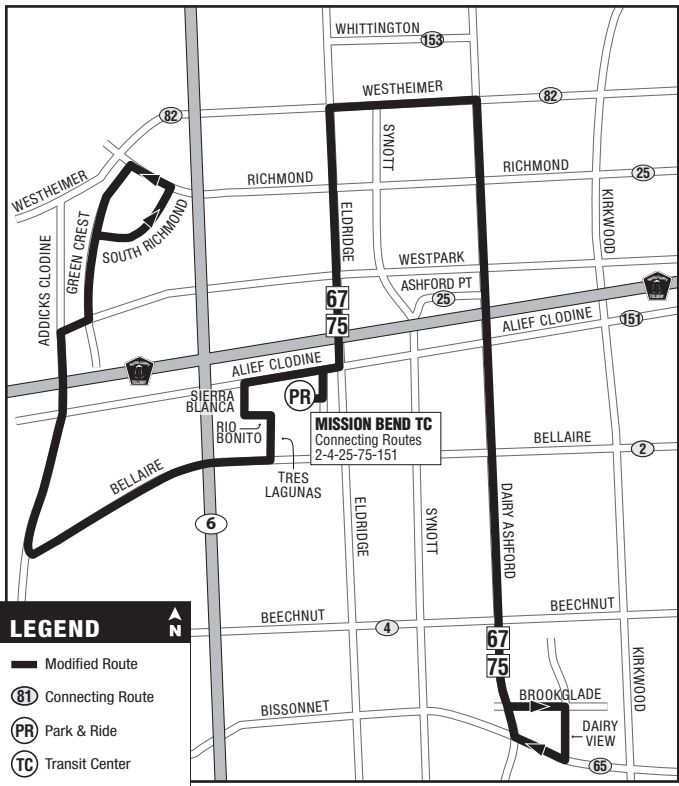 WHITTINGTON
153
WESTHEIMER
82
82
SYNOTT
RICHMOND
RICHMOND
25
WESTHEIMER
SOUTH RICHMOND
GREEN CREST
ADDICKS CLODINE
ELDRIDGE
KIRKWOOD
WESTPARK
ASHFORD PT
25
67
75
ALIEF CLODINE
151
ALIEF CLODINE
SIERRA
BLANCA
PR
RIO
BONITO
MISSION BEND TC
Connecting Routes
2-4-25-75-151
BELLAIRE
2
TRES
LAGUNAS
BELLAIRE
6
ELDRIDGE
SYNOTT
DAIRY ASHFORD
BEECHNUT
BEECHNUT
4
67
75
KIRKWOOD
BROOKGLADE
BISSONNET
DAIRY
VIEW
65
LEGEND
N
Modified Route
81 Connecting Route
PR Park & Ride
TC Transit Center